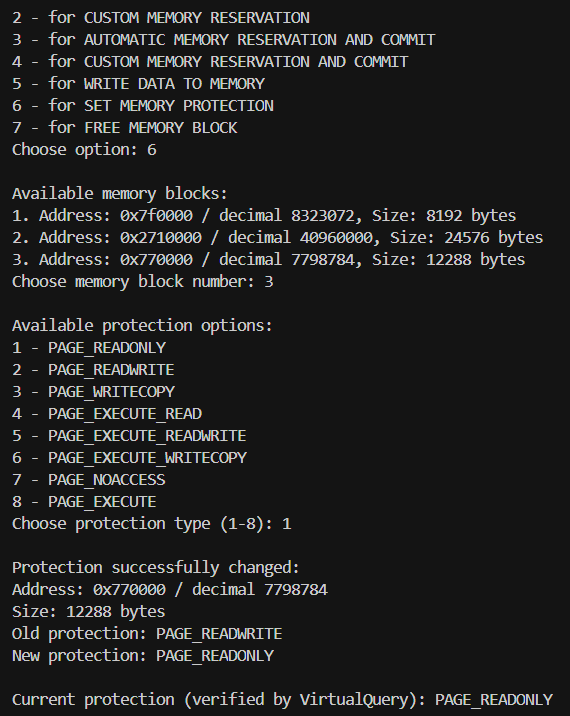 2 - for CUSTOM MEMORY RESERVATION
3 - for AUTOMATIC MEMORY RESERVATION AND COMMIT
4 - for CUSTOM MEMORY RESERVATION AND COMMIT
5 - for WRITE DATA TO MEMORY
6 - for SET MEMORY PROTECTION
7 - for FREE MEMORY BLOCK
Choose option: 6
Available memory blocks:
1. Address: 0x7f0000 / decimal 8323072, Size: 8192 bytes
2. Address: 0x2710000 / decimal 40960000, Size: 24576 bytes
3. Address: 0x770000 / decimal 7798784, Size: 12288 bytes
Choose memory block number: 3
Available protection options:
1 - PAGE_READONLY
2 - PAGE_READWRITE
3 - PAGE_WRITECOPY
4 - PAGE_EXECUTE_READ
5 - PAGE_EXECUTE_READWRITE
6 - PAGE_EXECUTE_WRITECOPY
7 - PAGE_NOACCESS
8 - PAGE_EXECUTE
Choose protection type (1-8): 1
Protection successfully changed:
Address: 0x770000 / decimal 7798784
Size: 12288 bytes
Old protection: PAGE_READWRITE
New protection: PAGE_READONLY
Current protection (verified by VirtualQuery): PAGE_READONLY